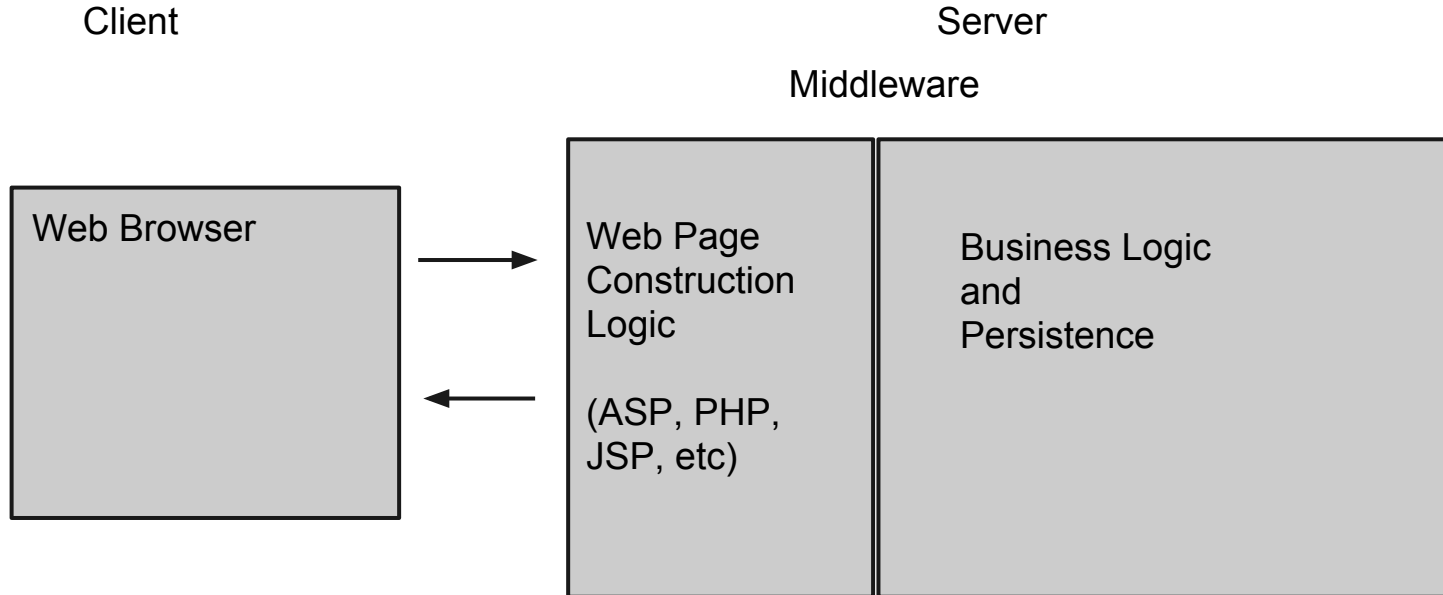 Client
Server
Middleware
Web Browser
Web Page
Construction
Logic
(ASP, PHP,
JSP, etc)
Business Logic
and
Persistence